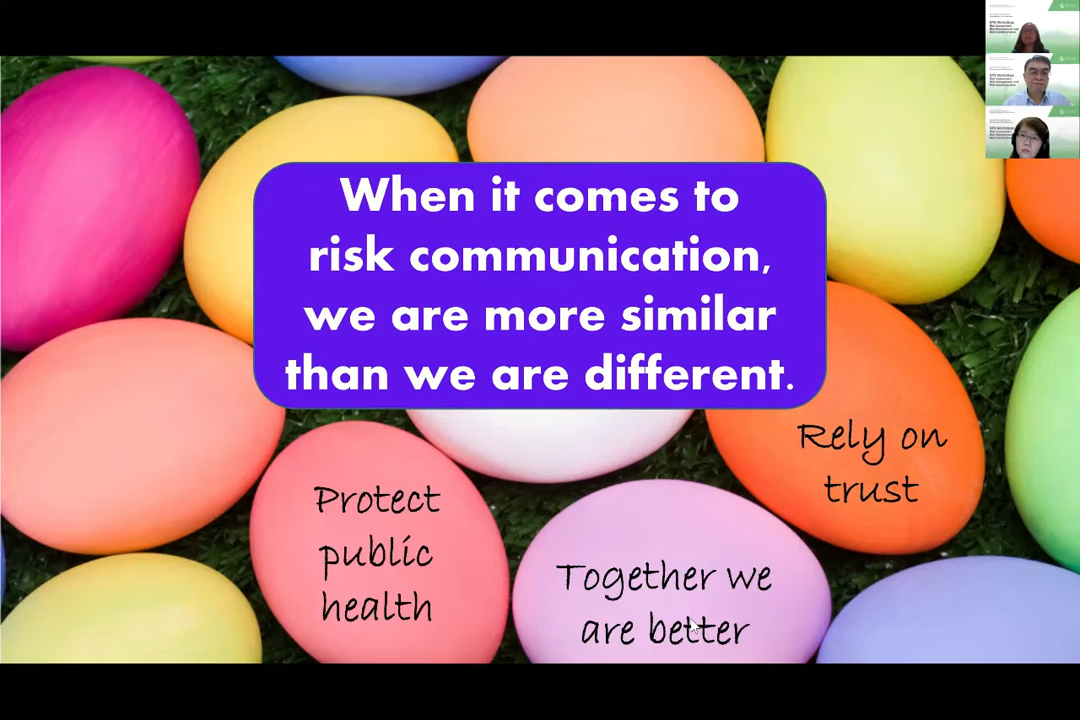 When it comes to
risk communication,
we are more similar
than we are different.
Rely on
trust
Protect
public
health
Together we
are better